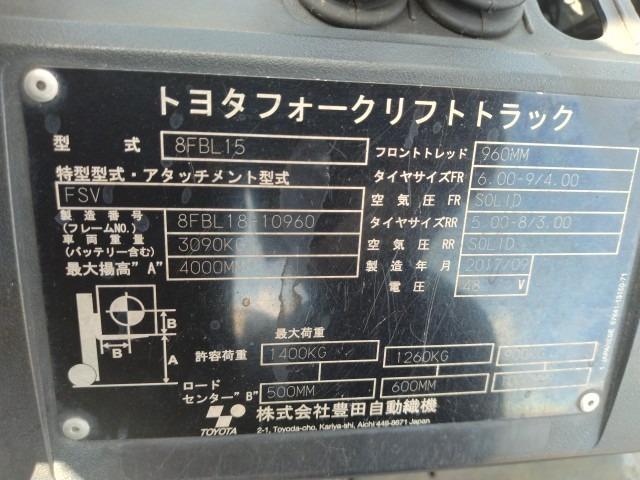 トヨタフォークリフトトラック
型 式 8FBL15 フロントトレッド 960MM
特型型式・アタッチメント型式 タイヤサイズFR 6.00-9/4.00
FSV 空気圧 FR SOLID
製造番号 (フレームNO.) 8FBL18-10960 タイヤサイズRR 5.00-8/3.00
車両重量 (バッテリー含む) 3090KG 空気圧 RR SOLID
最大揚高"A" 4000MM 製造年月 2017/09
電圧 48 V
B
B
A
最大荷重
許容荷重 1400KG 1260KG
ロード
センター"B" 500MM 600MM
TOYOTA 株式会社豊田自動織機
2-1, Toyoda-cho, Kariya-shi, Aichi 448-8671 Japan